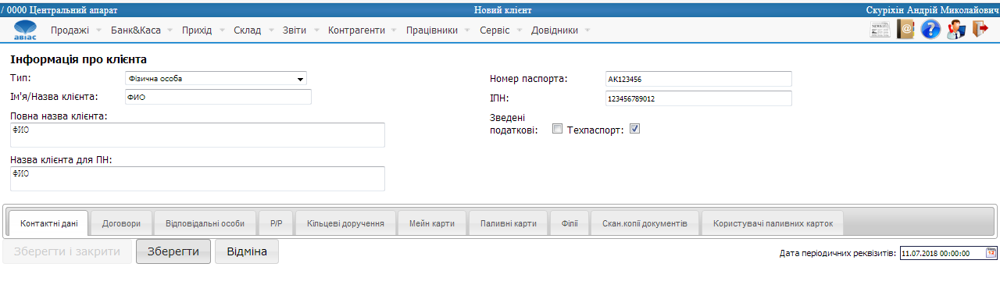 / 0000 Центральний апарат Новий клієнт Скуріхін Андрій Миколайович
АВІАС Продажі Банк&Каса Прихід Склад Звіти Контрагенти Працівники Сервіс Довідники NEWS @ ?
Інформація про клієнта
Тип: Фізична особа Номер паспорта: АК123456
Ім'я/Назва клієнта: ФИО ІПН: 123456789012
Повна назва клієнта:
ФИО
Зведені
податкові: Техпаспорт:
Назва клієнта для ПН:
ФИО
Контактні дані Договори Відповідальні особи Р/Р Кільцеві доручення Мейн карти Паливні карти Філії Скан.копії документів Користувачі паливних карток
Зберегти і закрити Зберегти Відміна Дата періодичних реквізитів: 11.07.2018 00:00:00 12